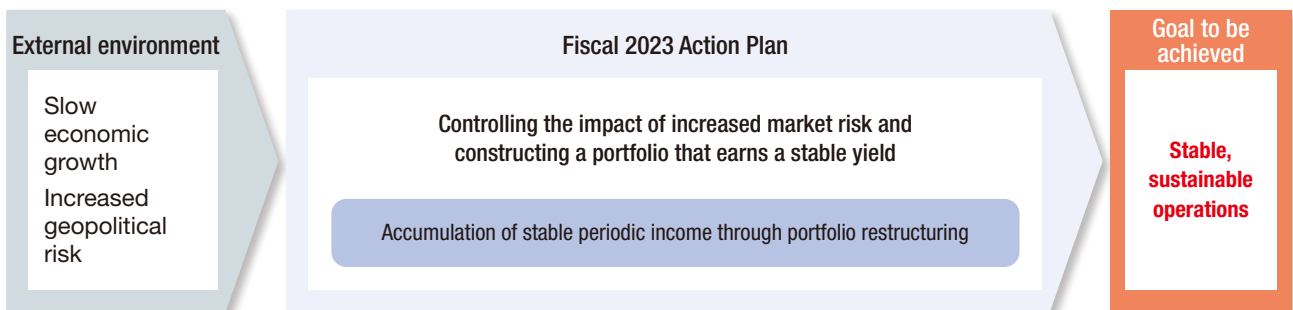 External environment
Slow
economic
growth
Increased
geopolitical
risk
Fiscal 2023 Action Plan
Controlling the impact of increased market risk and
constructing a portfolio that earns a stable yield
Accumulation of stable periodic income through portfolio restructuring
Goal to be
achieved
Stable,
sustainable
operations